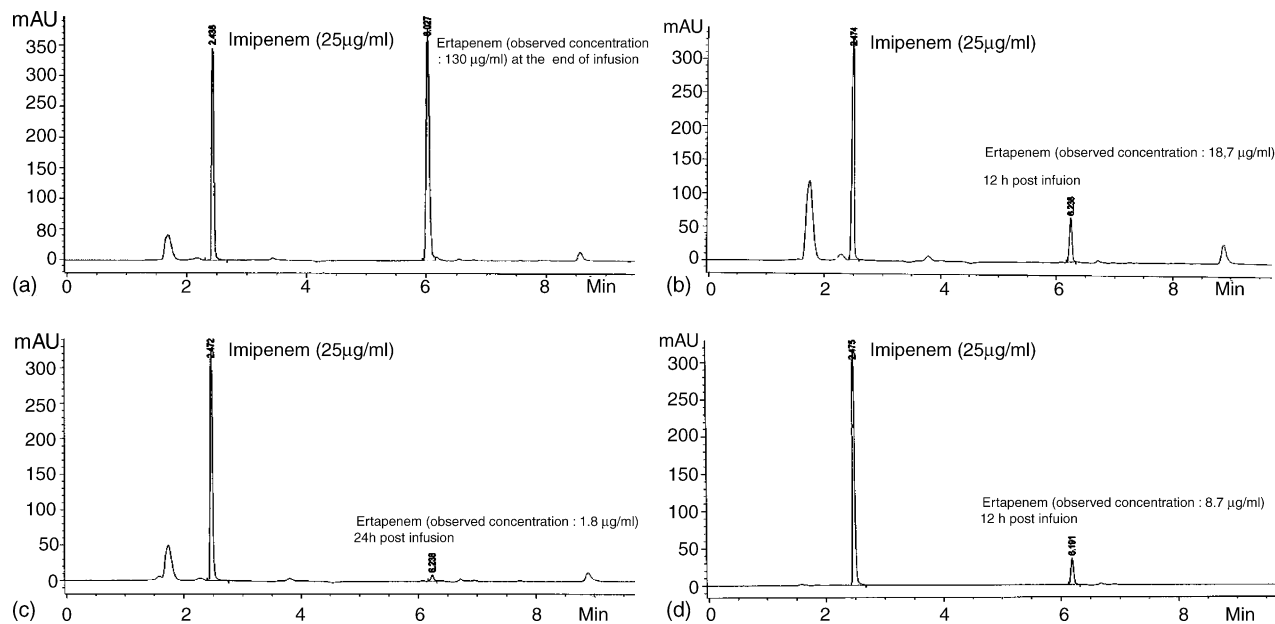 mAU
350
300
250
200
150
100
80
0
2.436
Imipenem (25μg/ml)
6.027
Ertapenem (observed concentration
: 130 μg/ml) at the end of infusion
(a)
0
2
4
6
8
Min
mAU
300
250
200
150
100
50
0
2.474
Imipenem (25μg/ml)
Ertapenem (observed concentration : 18,7 μg/ml)
12 h post infuion
6.236
(b)
0
2
4
6
8
Min
mAU
300
250
200
150
100
50
0
2.472
Imipenem (25μg/ml)
Ertapenem (observed concentration : 1.8 μg/ml)
24h post infusion
6.238
(c)
0
2
4
6
8
Min
mAU
300
250
200
150
100
50
0
2.475
Imipenem (25μg/ml)
Ertapenem (observed concentration : 8.7 μg/ml)
12 h post infuion
6.191
(d)
0
2
4
6
8
Min